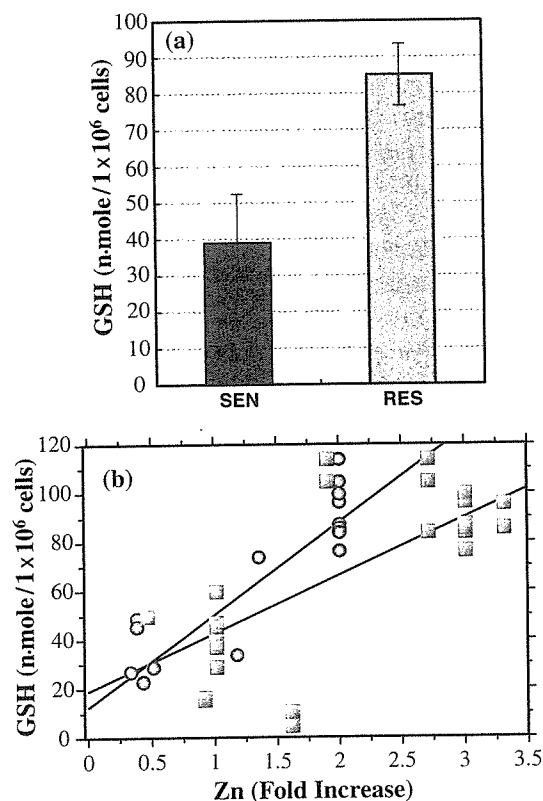 (a)
GSH (n·mole / 1 x 10⁶ cells)
100
90
80
70
60
50
40
30
20
10
0
SEN RES
(b)
GSH (n·mole / 1 x 10⁶ cells)
120
100
80
60
40
20
0
0 0.5 1 1.5 2 2.5 3 3.5
Zn (Fold Increase)